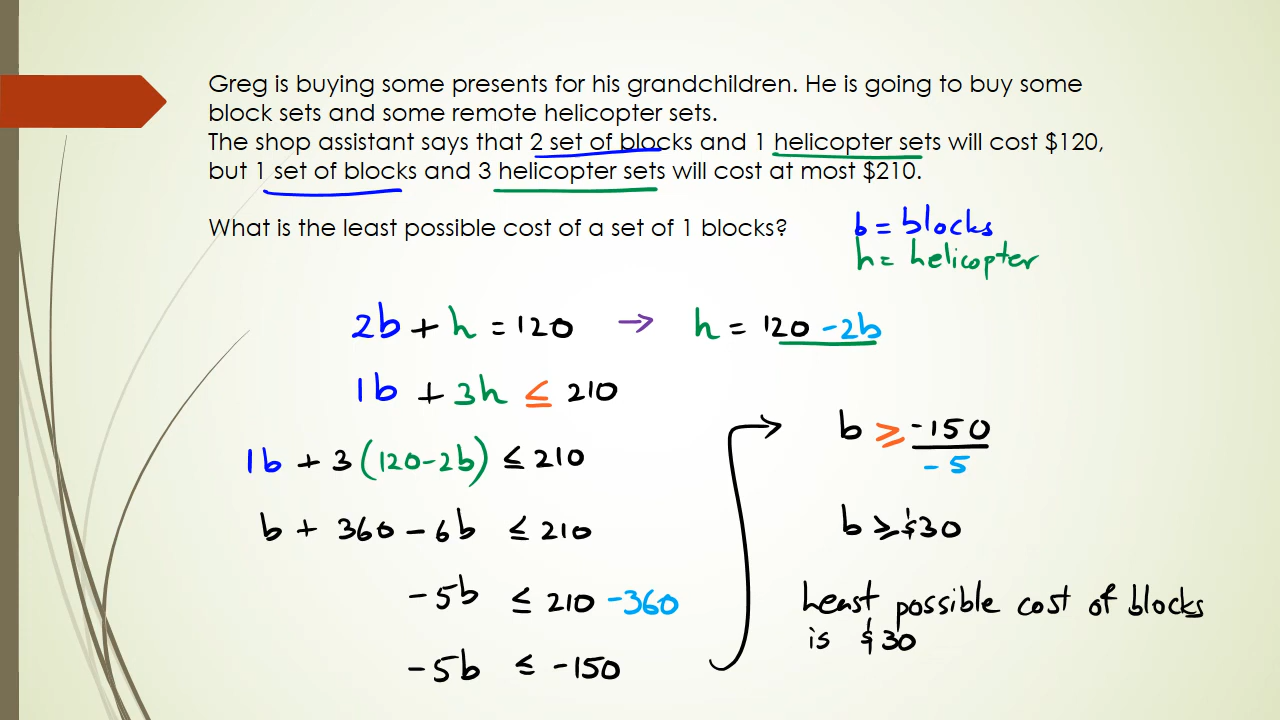 Greg is buying some presents for his grandchildren. He is going to buy some
block sets and some remote helicopter sets.
The shop assistant says that 2 set of blocks and 1 helicopter sets will cost $120,
but 1 set of blocks and 3 helicopter sets will cost at most $210.
What is the least possible cost of a set of 1 blocks?
b = blocks
h = helicopter
2b + h = 120 → h = 120 - 2b
1b + 3h ≤ 210
1b + 3(120-2b) ≤ 210
b + 360 - 6b ≤ 210
-5b ≤ 210 - 360
-5b ≤ -150
b ≥ -150
-5
b ≥ $30
Least possible cost of blocks
is $30